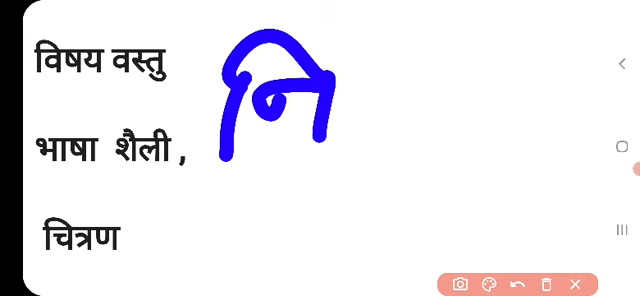 विषय वस्तु नि
भाषा शैली ,
चित्रण